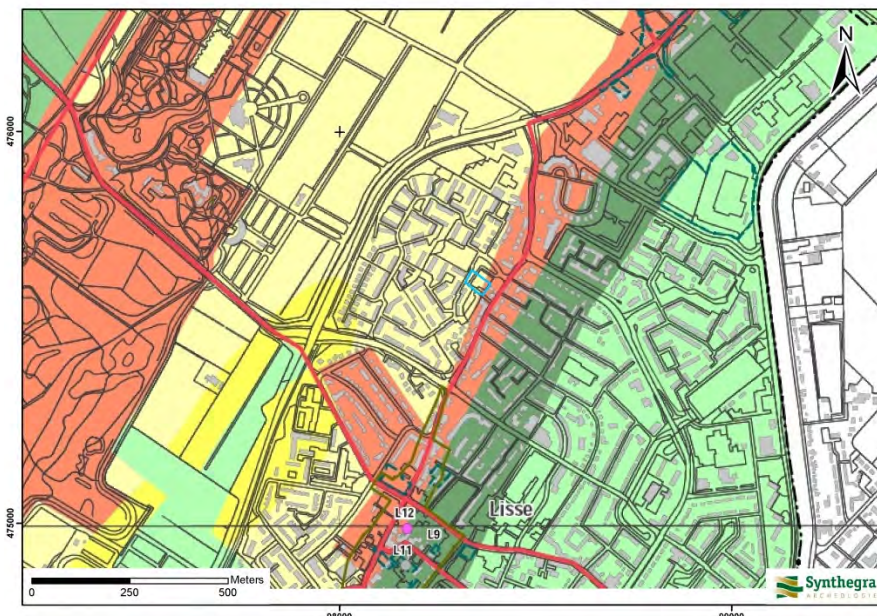 N
476000
Lisse
L12
L9
L11
475000
0 250 500 Meters
Synthegra
ARCHEOLOGIE